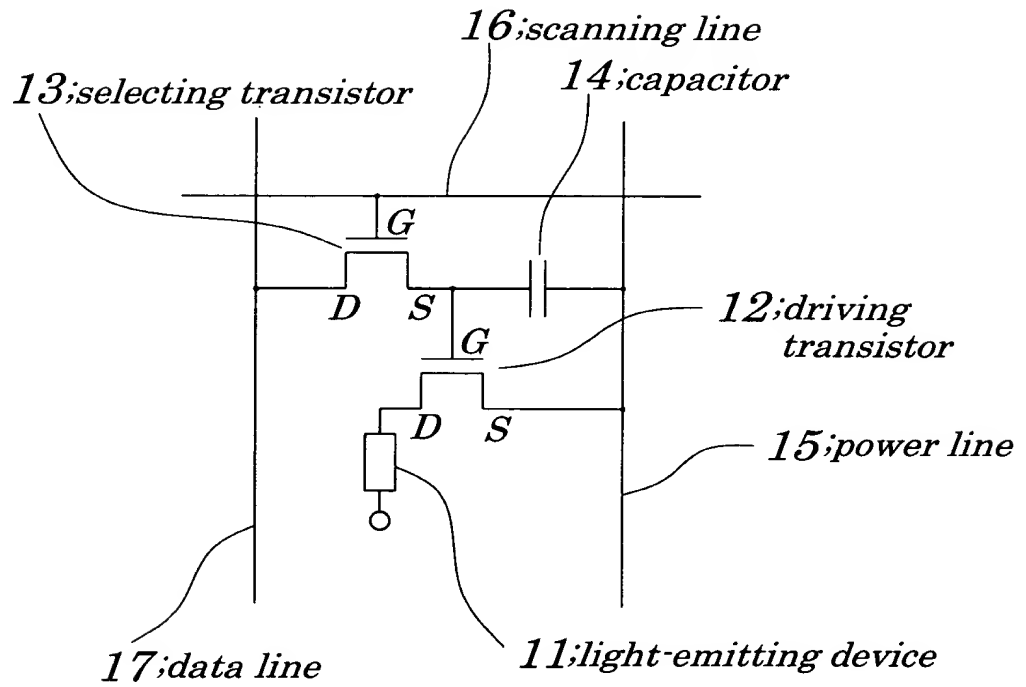 16;scanning line
14;capacitor
13;selecting transistor
G
D S
G
12;driving
transistor
D S
15;power line
17;data line
11;light-emitting device